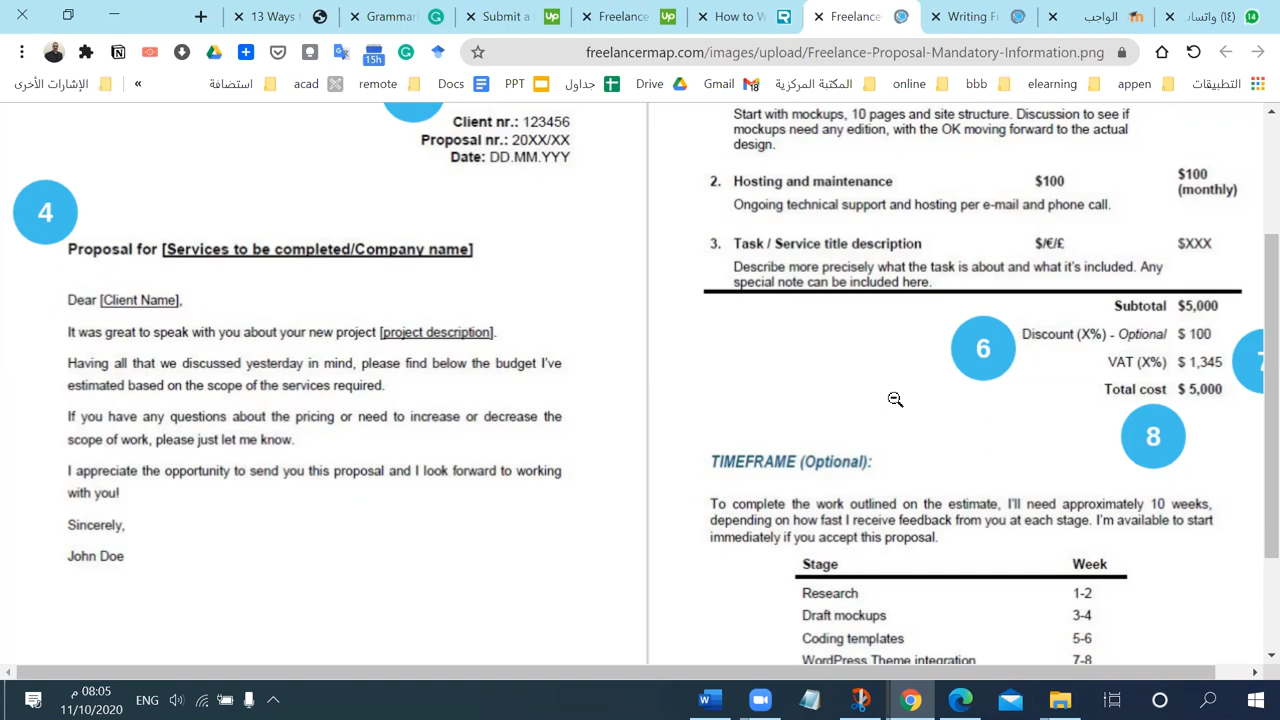 13 Ways t
Grammar
Submit a
Freelance
How to W
Freelance
Writing Fr
الواجب
(١٤) واتساب
14
15h
freelancermap.com/images/upload/Freelance-Proposal-Mandatory-Information.png
الإشارات الأخرى
»
استضافة
acad
remote
Docs
PPT
جداول
Drive
Gmail
المكتبة المركزية
online
bbb
elearning
appen
التطبيقات
Client nr.: 123456
Proposal nr.: 20XX/XX
Date: DD.MM.YYY
4
Proposal for [Services to be completed/Company name]
Dear [Client Name],
It was great to speak with you about your new project [project description].
Having all that we discussed yesterday in mind, please find below the budget I've
estimated based on the scope of the services required.
If you have any questions about the pricing or need to increase or decrease the
scope of work, please just let me know.
I appreciate the opportunity to send you this proposal and I look forward to working
with you!
Sincerely,
John Doe
Start with mockups, 10 pages and site structure. Discussion to see if
mockups need any edition, with the OK moving forward to the actual
design.
2. Hosting and maintenance $100 $100
(monthly)
Ongoing technical support and hosting per e-mail and phone call.
3. Task / Service title description $/€/£ $XXX
Describe more precisely what the task is about and what it's included. Any
special note can be included here.
Subtotal $5,000
6
Discount (X%) - Optional $ 100
VAT (X%) $ 1,345
7
Total cost $ 5,000
8
TIMEFRAME (Optional):
To complete the work outlined on the estimate, I'll need approximately 10 weeks,
depending on how fast I receive feedback from you at each stage. I'm available to start
immediately if you accept this proposal.
Stage Week
Research 1-2
Draft mockups 3-4
Coding templates 5-6
WordPress Theme integration 7-8
08:05 م
11/10/2020
ENG